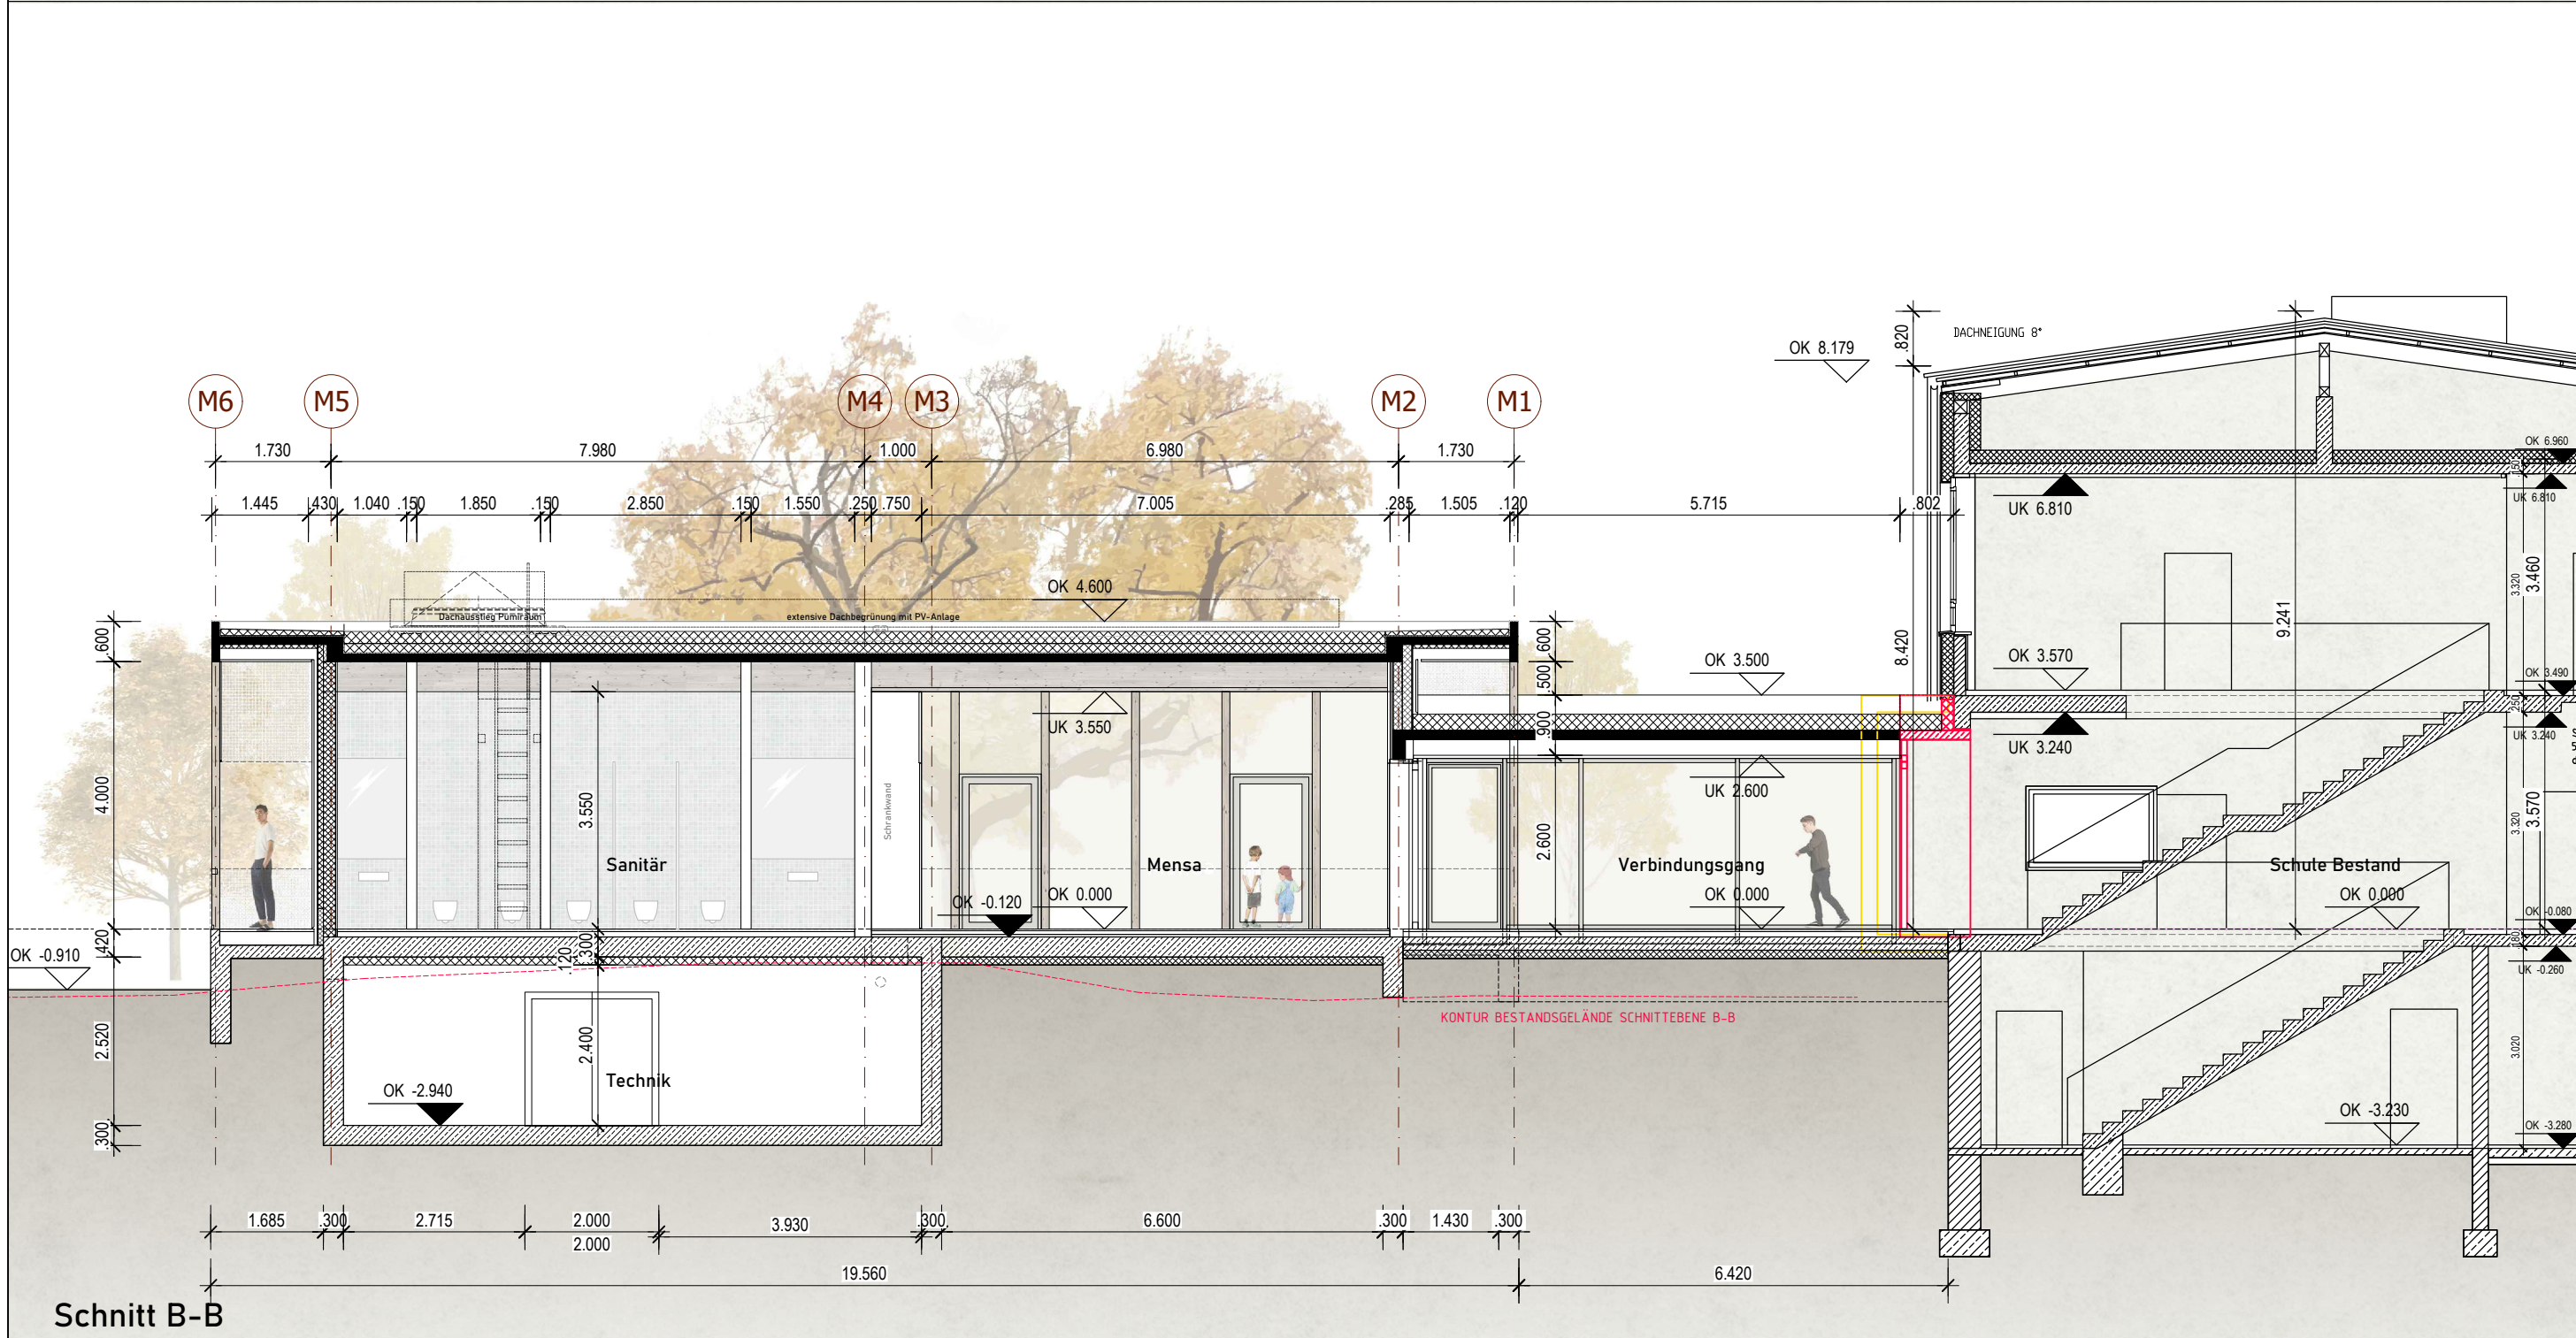 DACHNEIGUNG 8°
.820
OK 8.179
M6 M5 M4 M3 M2 M1
1.730 7.980 1.000 6.980 1.730
OK 6.960
1.445 .430 1.040 .150 1.850 .150 2.850 .150 1.550 .250 .750 7.005 .285 1.505 .120 5.715 .802
UK 6.810
UK 6.810
.150
3.320
3.460
9.241
8.420
OK 4.600
Dachausstieg Pumiraum
extensive Dachbegrünung mit PV-Anlage
.600
.600
.500
.900
OK 3.500
OK 3.570
OK 3.490
.250
UK 3.550
UK 3.240
UK 3.240
UK 2.600
4.000
3.550
Schrankwand
2.600
3.320
3.570
Sanitär
Mensa
Verbindungsgang
Schule Bestand
OK -0.120
OK 0.000
OK 0.000
OK 0.000
OK -0.080
.180
UK -0.260
.420
.120
.300
OK -0.910
KONTUR BESTANDSGELÄNDE SCHNITTEBENE B-B
2.520
2.400
3.020
Technik
OK -2.940
OK -3.230
OK -3.280
.300
1.685 .300 2.715 2.000 3.930 .300 6.600 .300 1.430 .300
2.000
19.560 6.420
Schnitt B-B